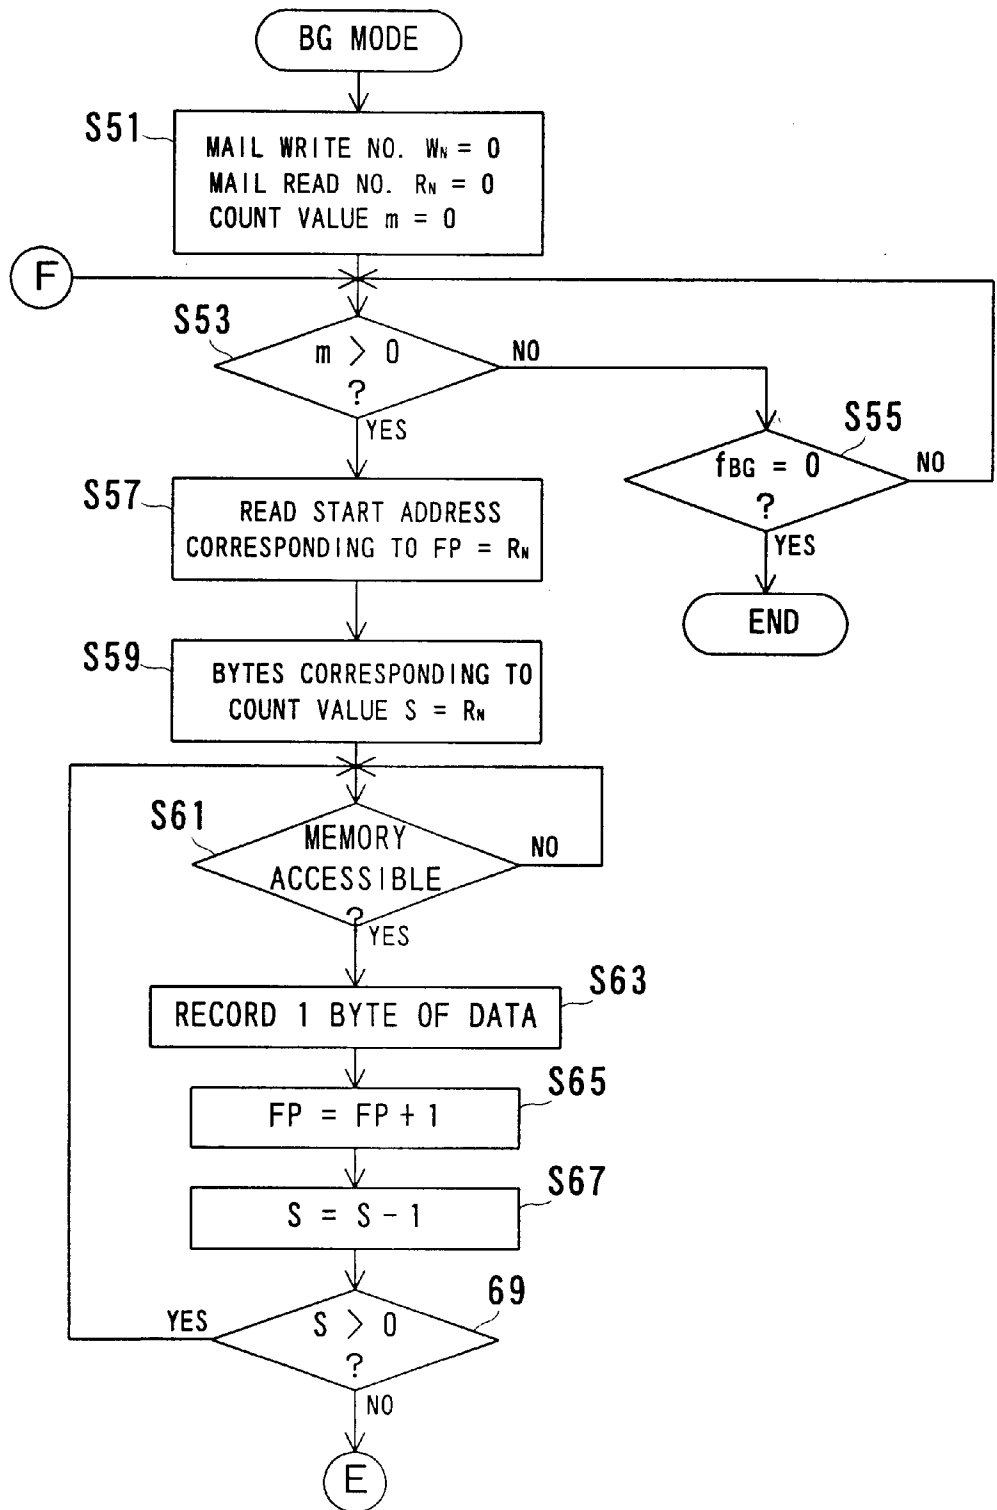 BG MODE
S51
MAIL WRITE NO. WN = 0
MAIL READ NO. RN = 0
COUNT VALUE m = 0
F
S53
m > 0
?
NO
YES
S55
fBG = 0
?
NO
YES
END
S57
READ START ADDRESS
CORRESPONDING TO FP = RN
S59
BYTES CORRESPONDING TO
COUNT VALUE S = RN
S61
MEMORY
ACCESSIBLE
?
NO
YES
S63
RECORD 1 BYTE OF DATA
S65
FP = FP + 1
S67
S = S - 1
69
S > 0
?
YES
NO
E